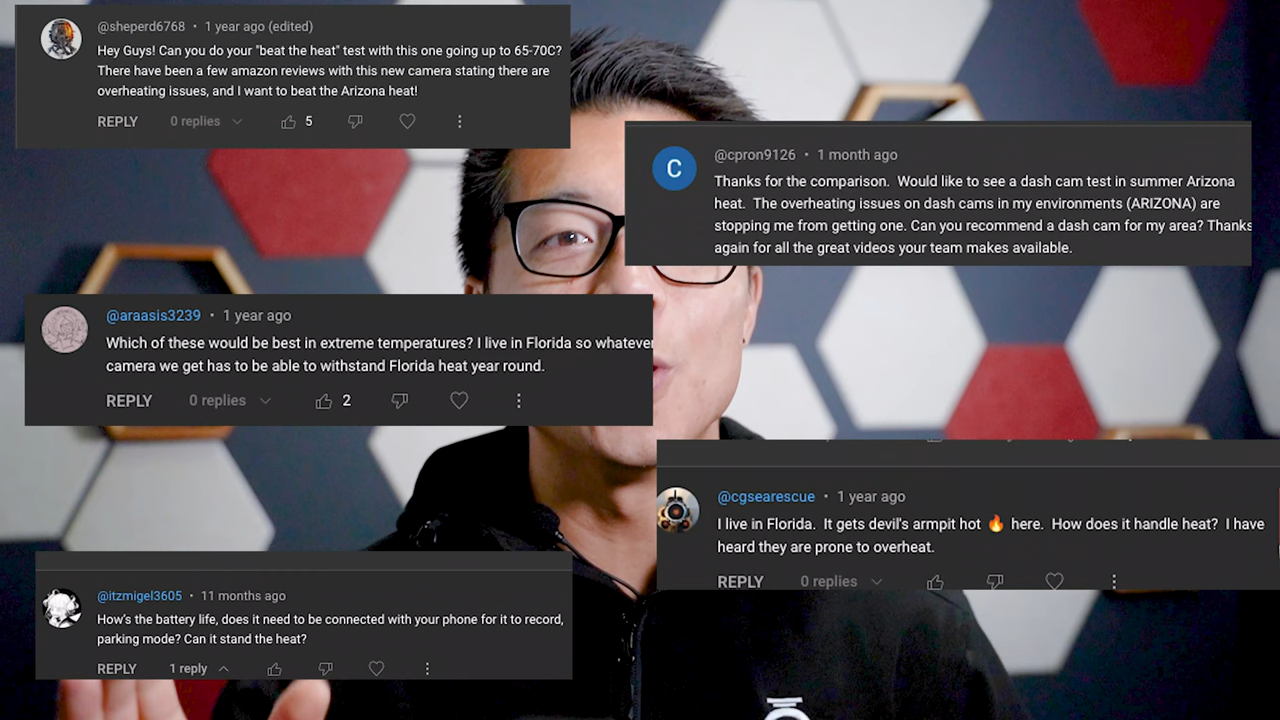 @sheperd6768 • 1 year ago (edited)
Hey Guys! Can you do your "beat the heat" test with this one going up to 65-70C?
There have been a few amazon reviews with this new camera stating there are
overheating issues, and I want to beat the Arizona heat!
REPLY 0 replies 5
C
@cpron9126 • 1 month ago
Thanks for the comparison. Would like to see a dash cam test in summer Arizona
heat. The overheating issues on dash cams in my environments (ARIZONA) are
stopping me from getting one. Can you recommend a dash cam for my area? Thanks
again for all the great videos your team makes available.
@araasis3239 • 1 year ago
Which of these would be best in extreme temperatures? I live in Florida so whatever
camera we get has to be able to withstand Florida heat year round.
REPLY 0 replies 2
@cgsearescue • 1 year ago
I live in Florida. It gets devil's armpit hot 🔥 here. How does it handle heat? I have
heard they are prone to overheat.
REPLY 0 replies
@itzmigel3605 • 11 months ago
How's the battery life, does it need to be connected with your phone for it to record,
parking mode? Can it stand the heat?
REPLY 1 reply